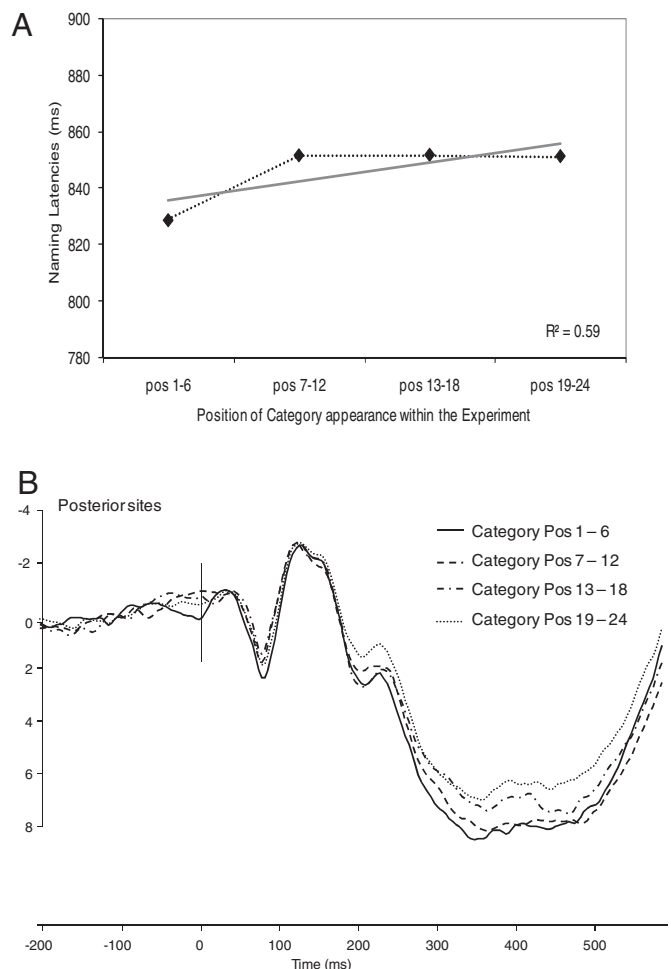 A
900
880
860
840
820
800
780
Naming Latencies (ms)
R² = 0.59
pos 1-6 pos 7-12 pos 13-18 pos 19-24
Position of Category appearance within the Experiment
B
Posterior sites
-4
-2
0
2
4
6
8
Category Pos 1 – 6
Category Pos 7 – 12
Category Pos 13 – 18
Category Pos 19 – 24
-200 -100 0 100 200 300 400 500
Time (ms)